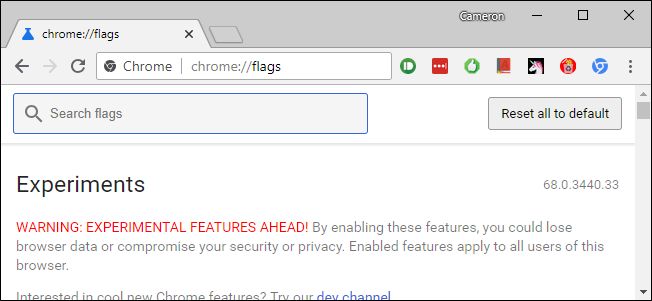 Cameron
chrome://flags
Chrome | chrome://flags
Search flags
Reset all to default
Experiments
68.0.3440.33
WARNING: EXPERIMENTAL FEATURES AHEAD! By enabling these features, you could lose
browser data or compromise your security or privacy. Enabled features apply to all users of this
browser.
Interested in cool new Chrome features? Try our dev channel